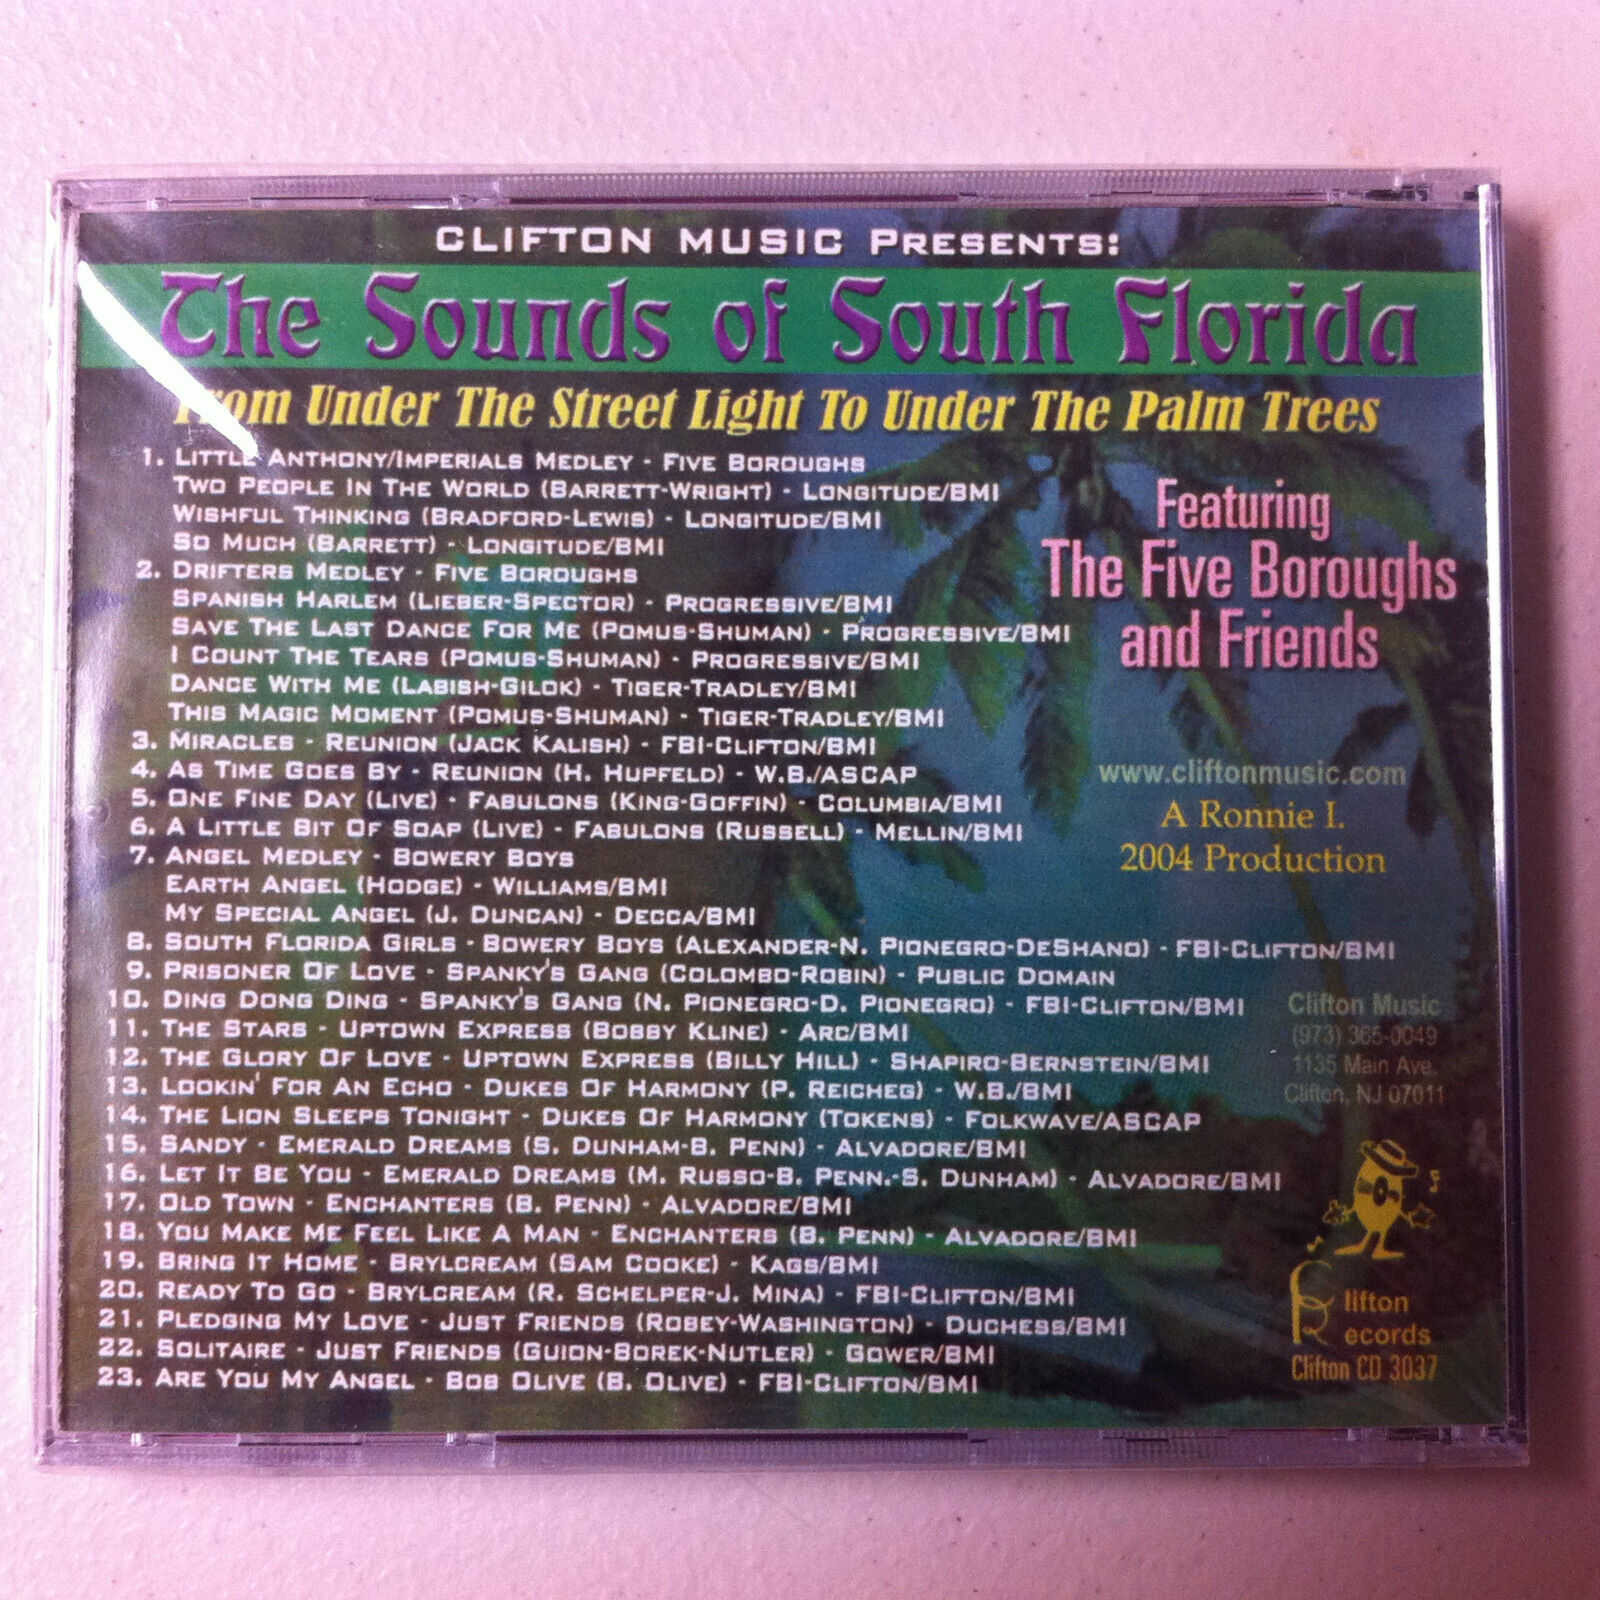 CLIFTON MUSIC PRESENTS:
The Sounds of South Florida
From Under The Street Light To Under The Palm Trees
1. LITTLE ANTHONY/IMPERIALS MEDLEY - FIVE BOROUGHS
TWO PEOPLE IN THE WORLD (BARRETT-WRIGHT) - LONGITUDE/BMI
WISHFUL THINKING (BRADFORD-LEWIS) - LONGITUDE/BMI
SO MUCH (BARRETT) - LONGITUDE/BMI
2. DRIFTERS MEDLEY - FIVE BOROUGHS
SPANISH HARLEM (LIEBER-SPECTOR) - PROGRESSIVE/BMI
SAVE THE LAST DANCE FOR ME (POMUS-SHUMAN) - PROGRESSIVE/BMI
I COUNT THE TEARS (POMUS-SHUMAN) - PROGRESSIVE/BMI
DANCE WITH ME (LABISH-GILOK) - TIGER-TRADLEY/BMI
THIS MAGIC MOMENT (POMUS-SHUMAN) - TIGER-TRADLEY/BMI
3. MIRACLES - REUNION (JACK KALISH) - FBI-CLIFTON/BMI
4. AS TIME GOES BY - REUNION (H. HUPFELD) - W.B./ASCAP
5. ONE FINE DAY (LIVE) - FABULONS (KING-GOFFIN) - COLUMBIA/BMI
6. A LITTLE BIT OF SOAP (LIVE) - FABULONS (RUSSELL) - MELLIN/BMI
7. ANGEL MEDLEY - BOWERY BOYS
EARTH ANGEL (HODGE) - WILLIAMS/BMI
MY SPECIAL ANGEL (J. DUNCAN) - DECCA/BMI
8. SOUTH FLORIDA GIRLS - BOWERY BOYS (ALEXANDER-N. PIONEGRO-DESHANO) - FBI-CLIFTON/BMI
9. PRISONER OF LOVE - SPANKY'S GANG (COLOMBO-ROBIN) - PUBLIC DOMAIN
10. DING DONG DING - SPANKY'S GANG (N. PIONEGRO-D. PIONEGRO) - FBI-CLIFTON/BMI
11. THE STARS - UPTOWN EXPRESS (BOBBY KLINE) - ARC/BMI
12. THE GLORY OF LOVE - UPTOWN EXPRESS (BILLY HILL) - SHAPIRO-BERNSTEIN/BMI
13. LOOKIN' FOR AN ECHO - DUKES OF HARMONY (P. REICHEG) - W.B./BMI
14. THE LION SLEEPS TONIGHT - DUKES OF HARMONY (TOKENS) - FOLKWAVE/ASCAP
15. SANDY - EMERALD DREAMS (S. DUNHAM-B. PENN) - ALVADORE/BMI
16. LET IT BE YOU - EMERALD DREAMS (M. RUSSO-B. PENN.-S. DUNHAM) - ALVADORE/BMI
17. OLD TOWN - ENCHANTERS (B. PENN) - ALVADORE/BMI
18. YOU MAKE ME FEEL LIKE A MAN - ENCHANTERS (B. PENN) - ALVADORE/BMI
19. BRING IT HOME - BRYLCREAM (SAM COOKE) - KAGS/BMI
20. READY TO GO - BRYLCREAM (R. SCHELPER-J. MINA) - FBI-CLIFTON/BMI
21. PLEDGING MY LOVE - JUST FRIENDS (ROBEY-WASHINGTON) - DUCHESS/BMI
22. SOLITAIRE - JUST FRIENDS (GUION-BOREK-NUTLER) - GOWER/BMI
23. ARE YOU MY ANGEL - BOB OLIVE (B. OLIVE) - FBI-CLIFTON/BMI
Featuring
The Five Boroughs
and Friends
www.cliftonmusic.com
A Ronnie I.
2004 Production
Clifton Music
(973) 365-0049
1135 Main Ave.
Clifton, NJ 07011
Clifton
Records
Clifton CD 3037